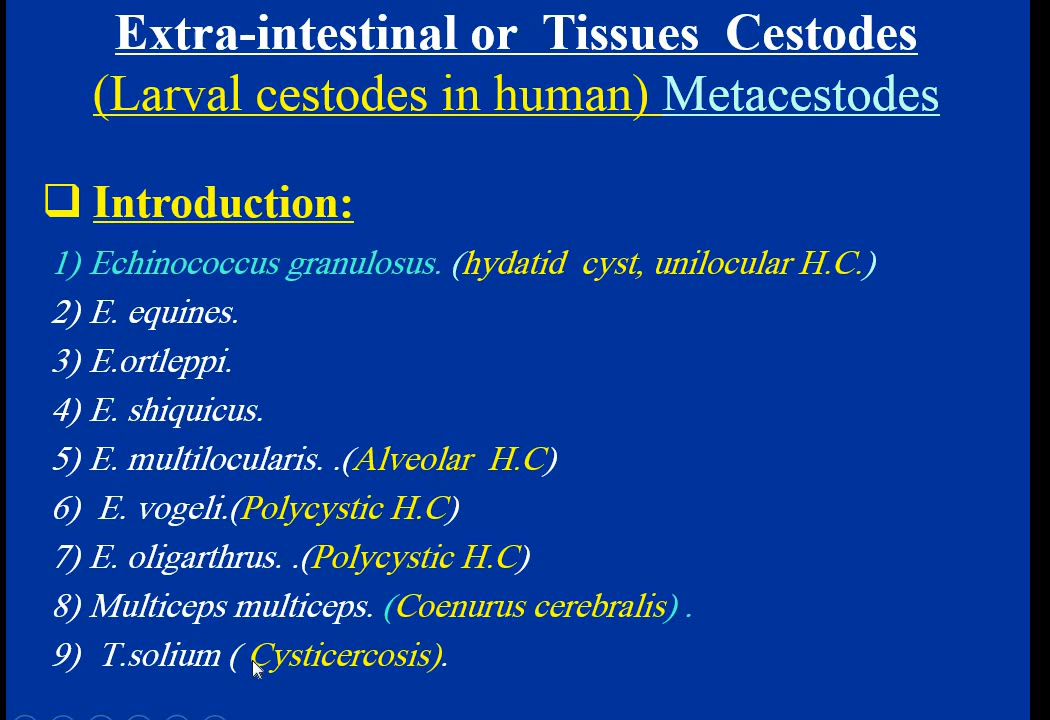 Extra-intestinal or Tissues Cestodes
(Larval cestodes in human) Metacestodes
❑ Introduction:
1) Echinococcus granulosus. (hydatid cyst, unilocular H.C.)
2) E. equines.
3) E.ortleppi.
4) E. shiquicus.
5) E. multilocularis. .(Alveolar H.C)
6) E. vogeli.(Polycystic H.C)
7) E. oligarthrus. .(Polycystic H.C)
8) Multiceps multiceps. (Coenurus cerebralis) .
9) T.solium ( Cysticercosis).